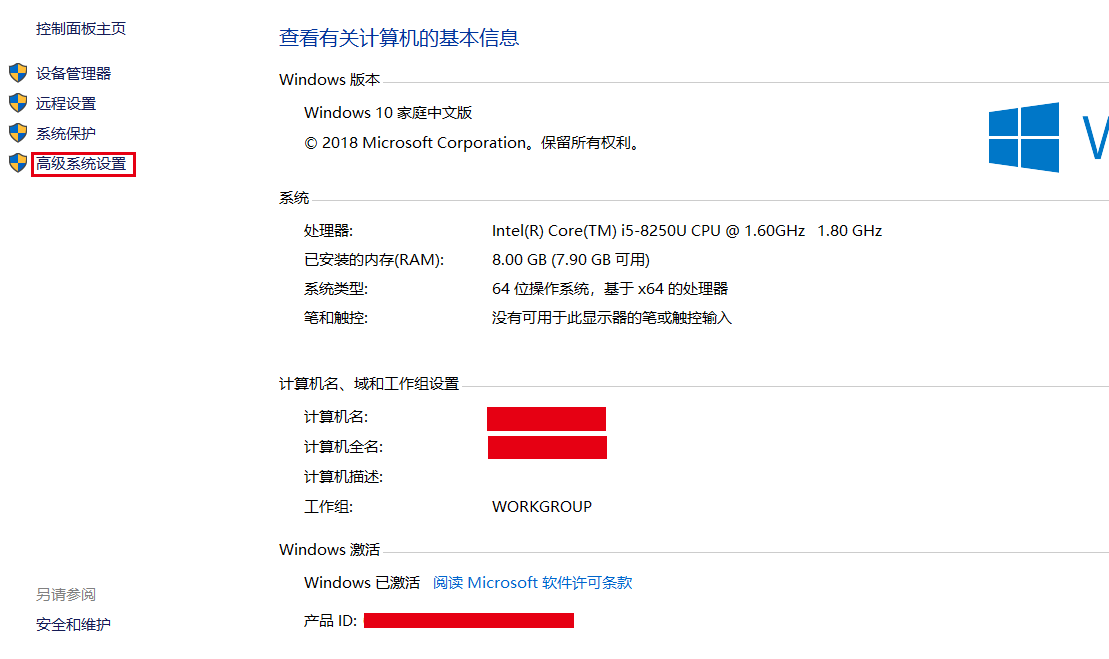 控制面板主页
设备管理器
远程设置
系统保护
高级系统设置
查看有关计算机的基本信息
Windows 版本
Windows 10 家庭中文版
© 2018 Microsoft Corporation。保留所有权利。
系统
处理器: Intel(R) Core(TM) i5-8250U CPU @ 1.60GHz 1.80 GHz
已安装的内存(RAM): 8.00 GB (7.90 GB 可用)
系统类型: 64 位操作系统，基于 x64 的处理器
笔和触控: 没有可用于此显示器的笔或触控输入
计算机名、域和工作组设置
计算机名:
计算机全名:
计算机描述:
工作组: WORKGROUP
Windows 激活
Windows 已激活 阅读 Microsoft 软件许可条款
产品 ID:
另请参阅
安全和维护